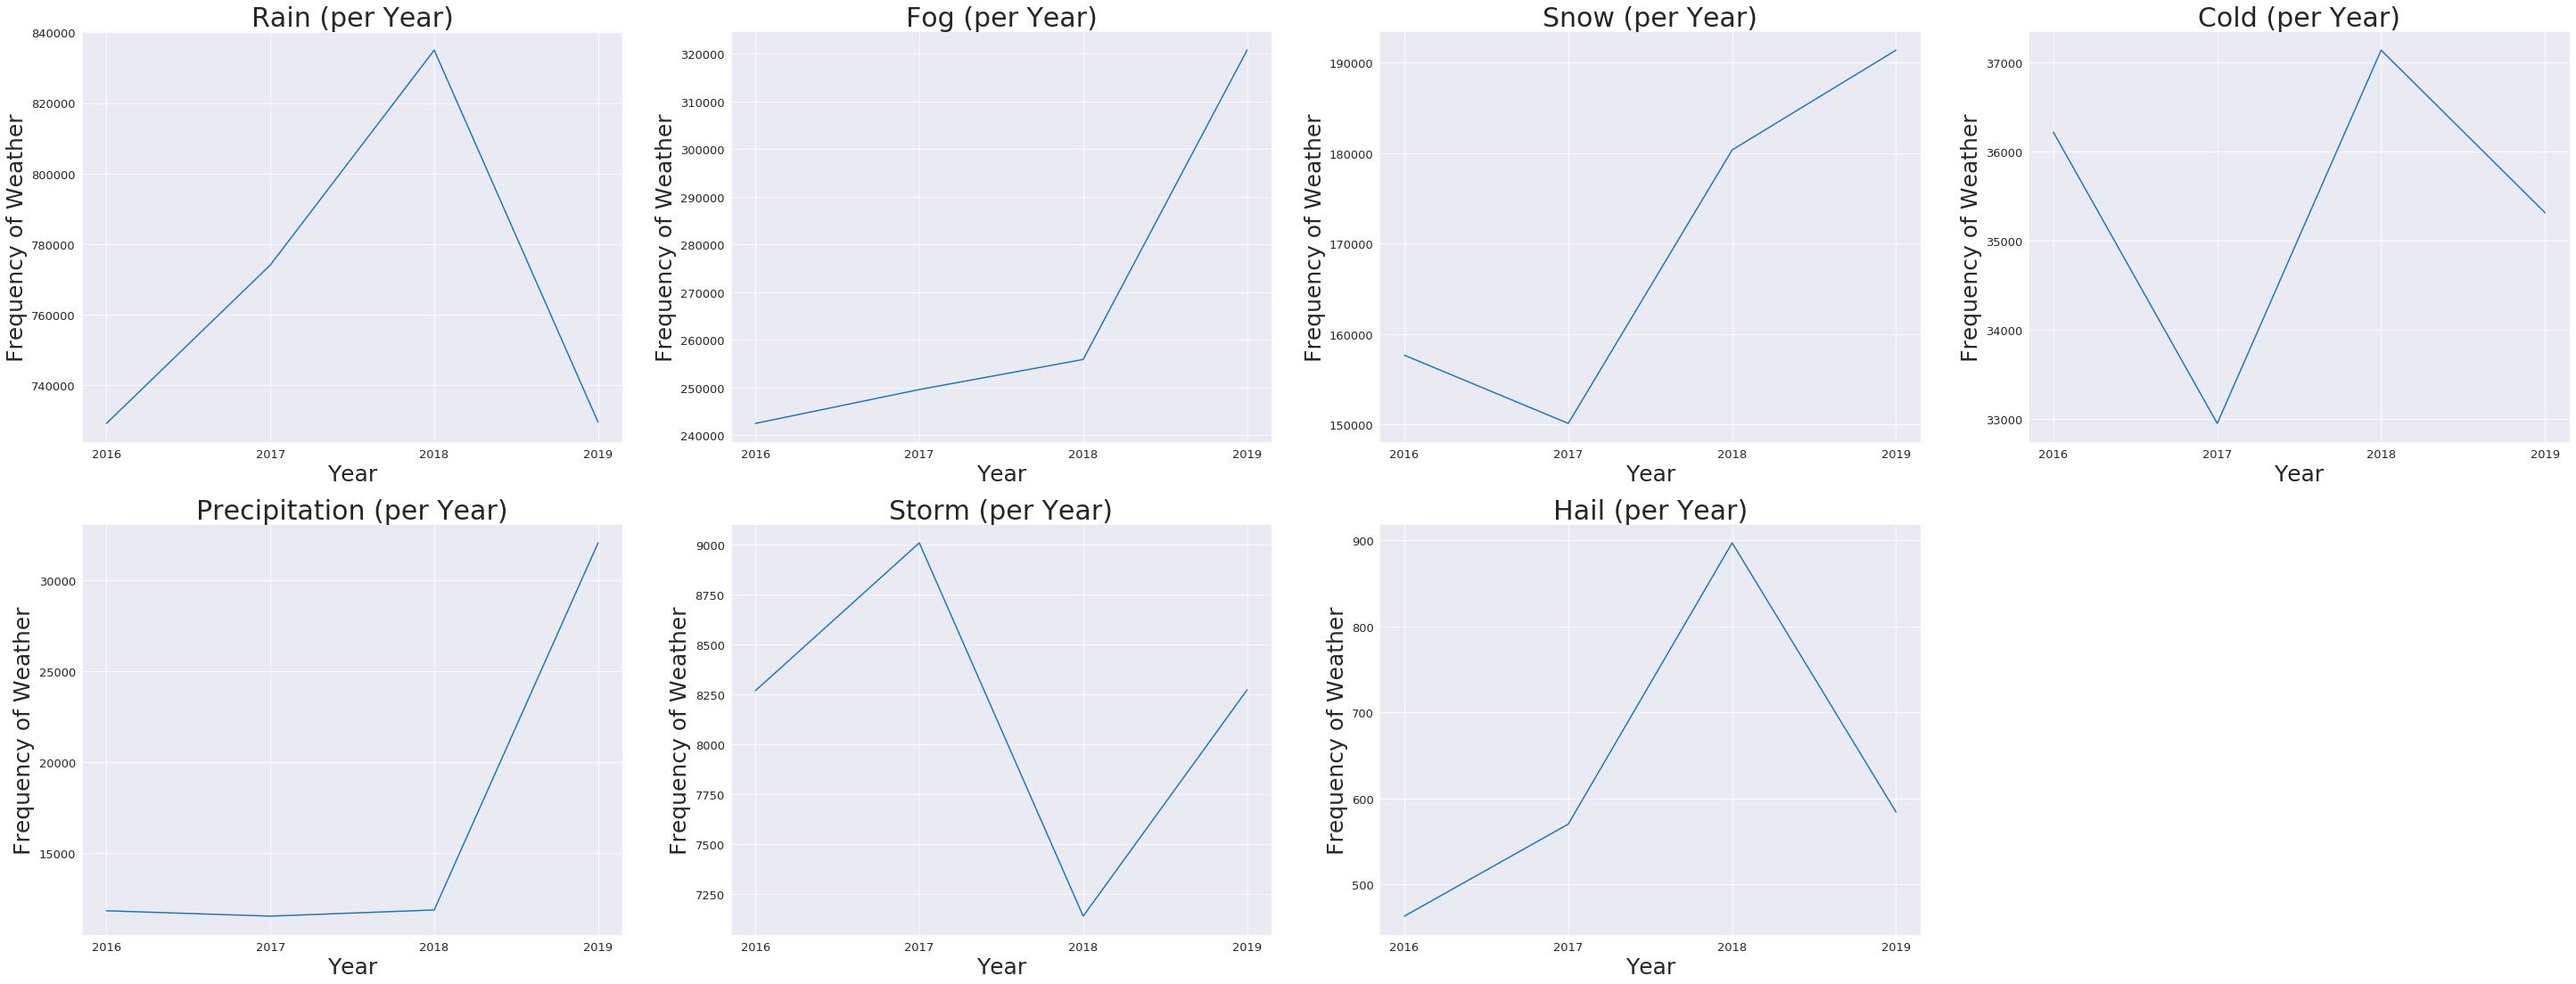 Rain (per Year)
Frequency of Weather
840000
820000
800000
780000
760000
740000
2016 2017 2018 2019
Year
Fog (per Year)
Frequency of Weather
320000
310000
300000
290000
280000
270000
260000
250000
240000
2016 2017 2018 2019
Year
Snow (per Year)
Frequency of Weather
190000
180000
170000
160000
150000
2016 2017 2018 2019
Year
Cold (per Year)
Frequency of Weather
37000
36000
35000
34000
33000
2016 2017 2018 2019
Year
Precipitation (per Year)
Frequency of Weather
30000
25000
20000
15000
2016 2017 2018 2019
Year
Storm (per Year)
Frequency of Weather
9000
8750
8500
8250
8000
7750
7500
7250
2016 2017 2018 2019
Year
Hail (per Year)
Frequency of Weather
900
800
700
600
500
2016 2017 2018 2019
Year